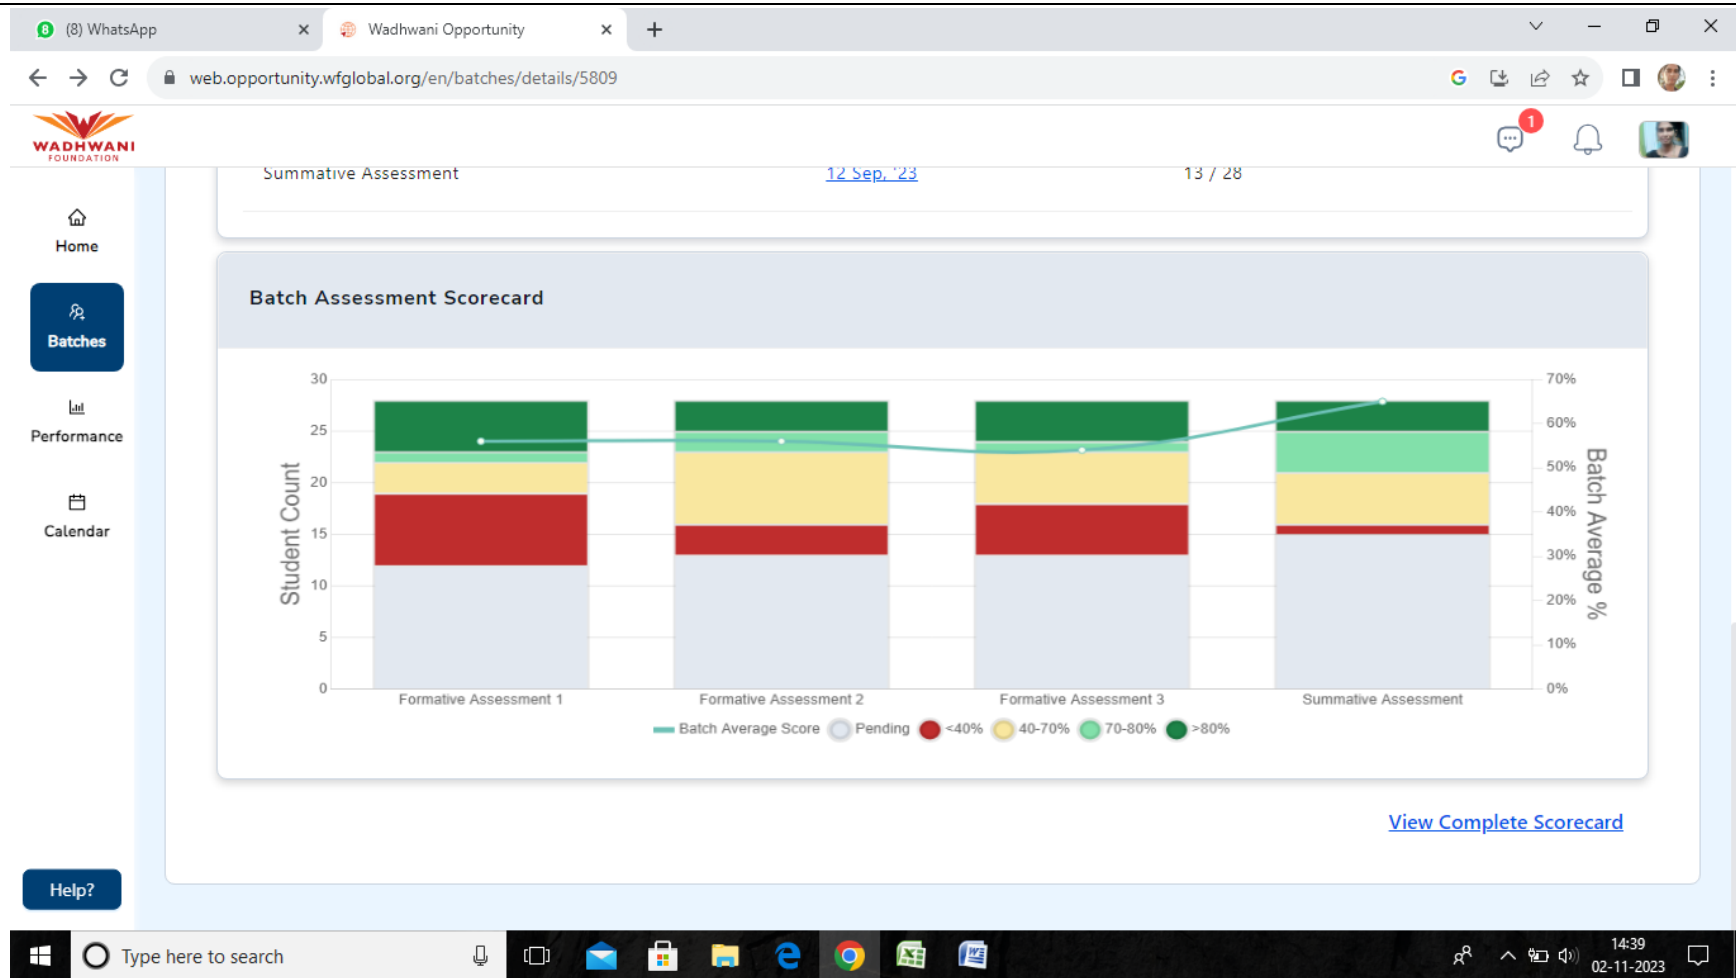 8 (8) WhatsApp
Wadhwani Opportunity
web.opportunity.wfglobal.org/en/batches/details/5809
WADHWANI
FOUNDATION
1
Summative Assessment 12 Sep, '23 13 / 28
Home
Batches
Performance
Calendar
Help?
Batch Assessment Scorecard
30
25
20
15
10
5
0
Student Count
70%
60%
50%
40%
30%
20%
10%
0%
Batch Average %
Formative Assessment 1 Formative Assessment 2 Formative Assessment 3 Summative Assessment
Batch Average Score Pending <40% 40-70% 70-80% >80%
View Complete Scorecard
Type here to search
14:39
02-11-2023